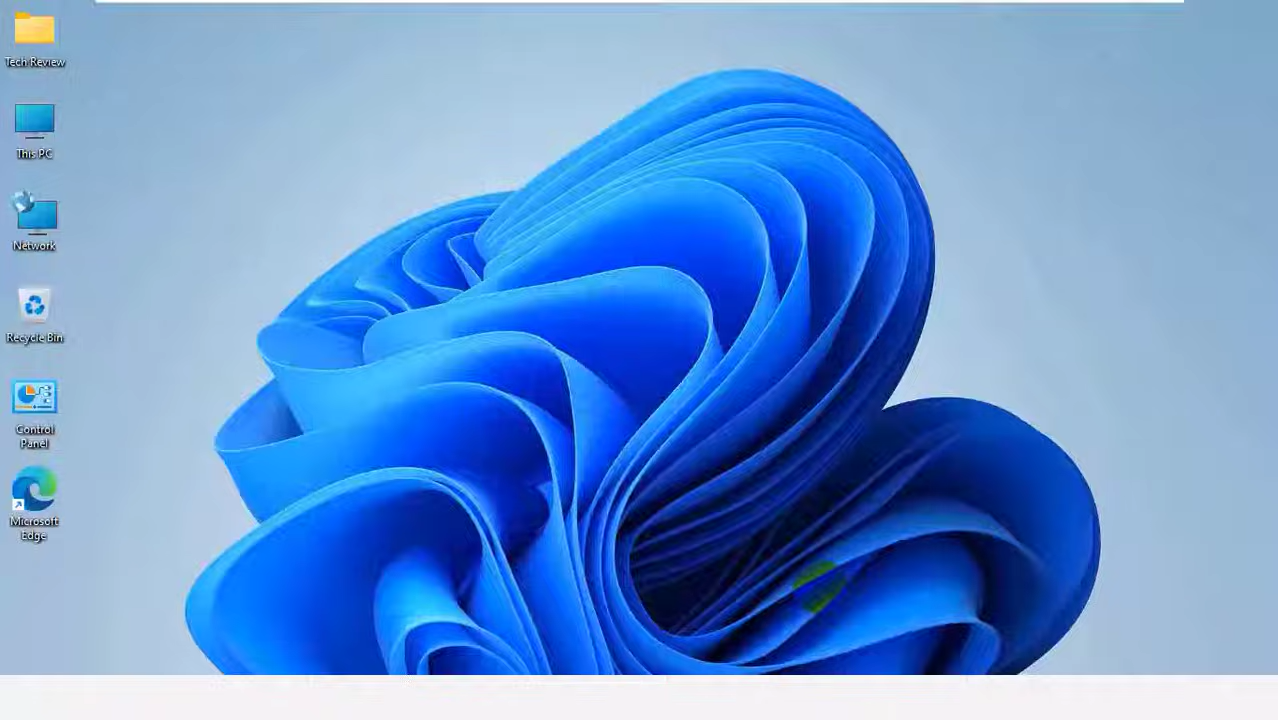 Tech Review
This PC
Network
Recycle Bin
Control
Panel
Microsoft
Edge